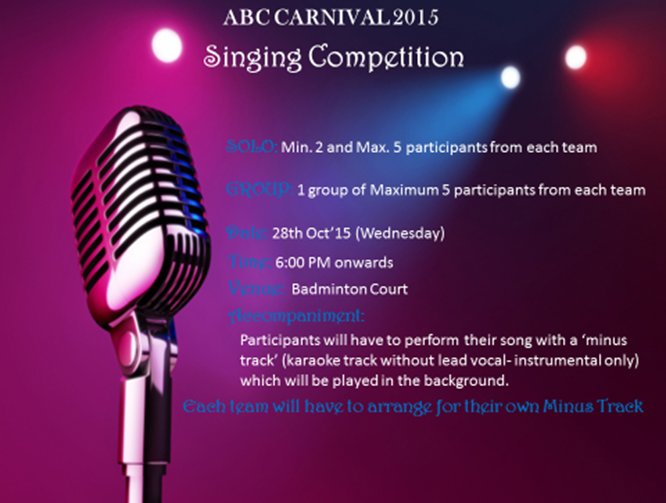 ABC CARNIVAL 2015
Singing Competition
SOLO: Min. 2 and Max. 5 participants from each team
GROUP: 1 group of Maximum 5 participants from each team
Date: 28th Oct'15 (Wednesday)
Time: 6:00 PM onwards
Venue: Badminton Court
Accompaniment:
Participants will have to perform their song with a ‘minus
track’ (karaoke track without lead vocal- instrumental only)
which will be played in the background.
Each team will have to arrange for their own Minus Track